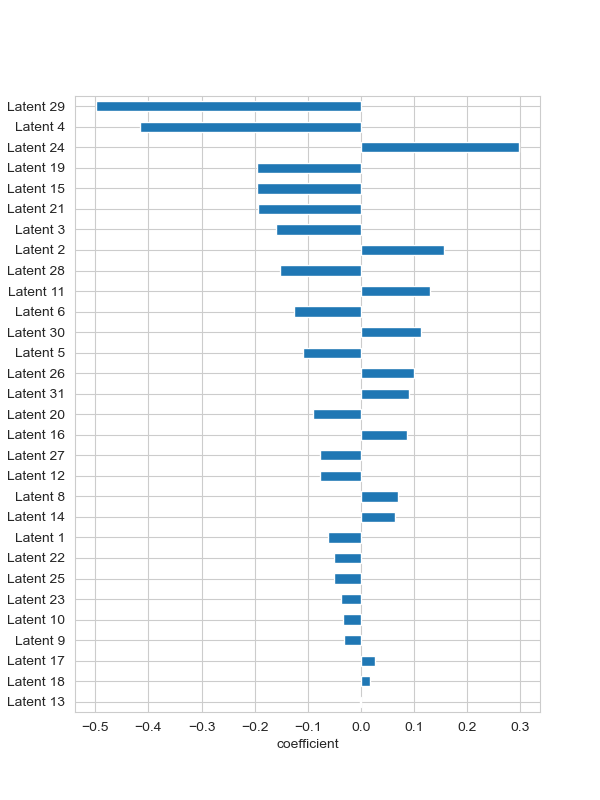 Latent 29
Latent 4
Latent 24
Latent 19
Latent 15
Latent 21
Latent 3
Latent 2
Latent 28
Latent 11
Latent 6
Latent 30
Latent 5
Latent 26
Latent 31
Latent 20
Latent 16
Latent 27
Latent 12
Latent 8
Latent 14
Latent 1
Latent 22
Latent 25
Latent 23
Latent 10
Latent 9
Latent 17
Latent 18
Latent 13
−0.5 −0.4 −0.3 −0.2 −0.1 0.0 0.1 0.2 0.3
coefficient